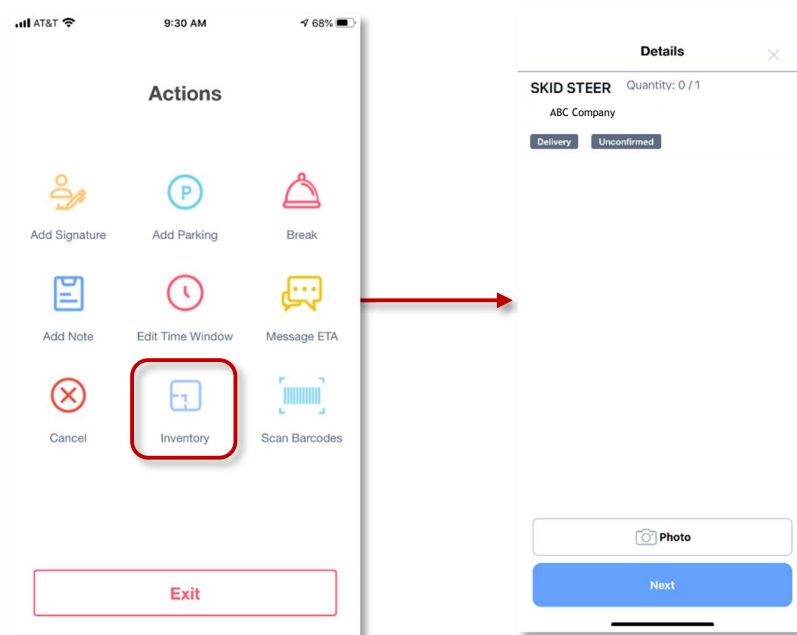 AT&T 9:30 AM 68%
Actions
Add Signature Add Parking Break
Add Note Edit Time Window Message ETA
Cancel Inventory Scan Barcodes
Exit
Details
SKID STEER Quantity: 0 / 1
ABC Company
Delivery Unconfirmed
Photo
Next